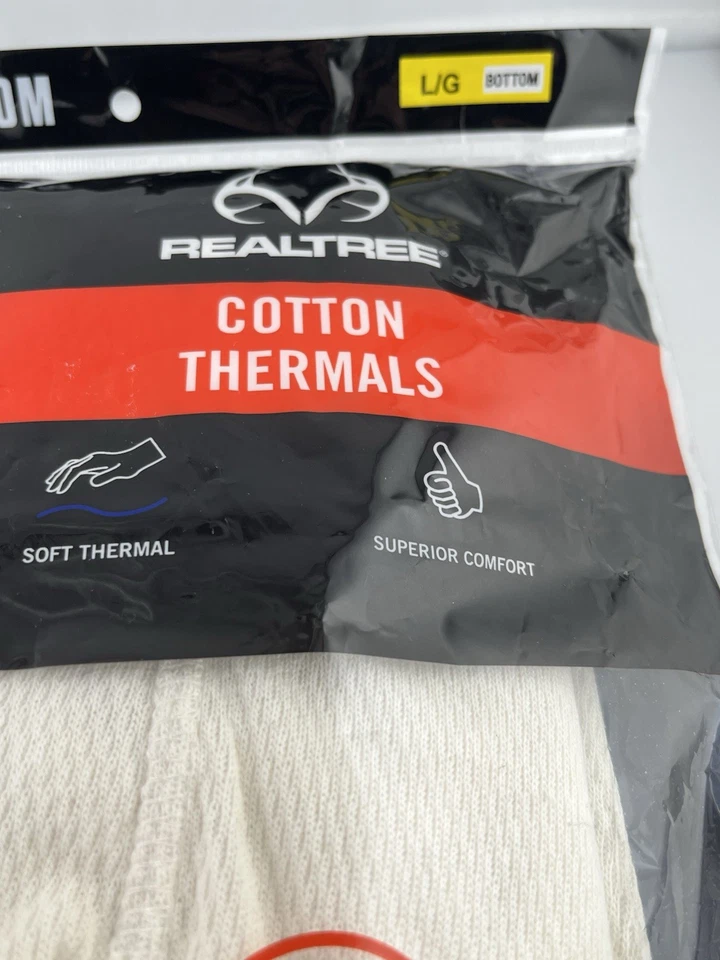 OM
L/G BOTTOM
REALTREE®
COTTON
THERMALS
SOFT THERMAL
SUPERIOR COMFORT